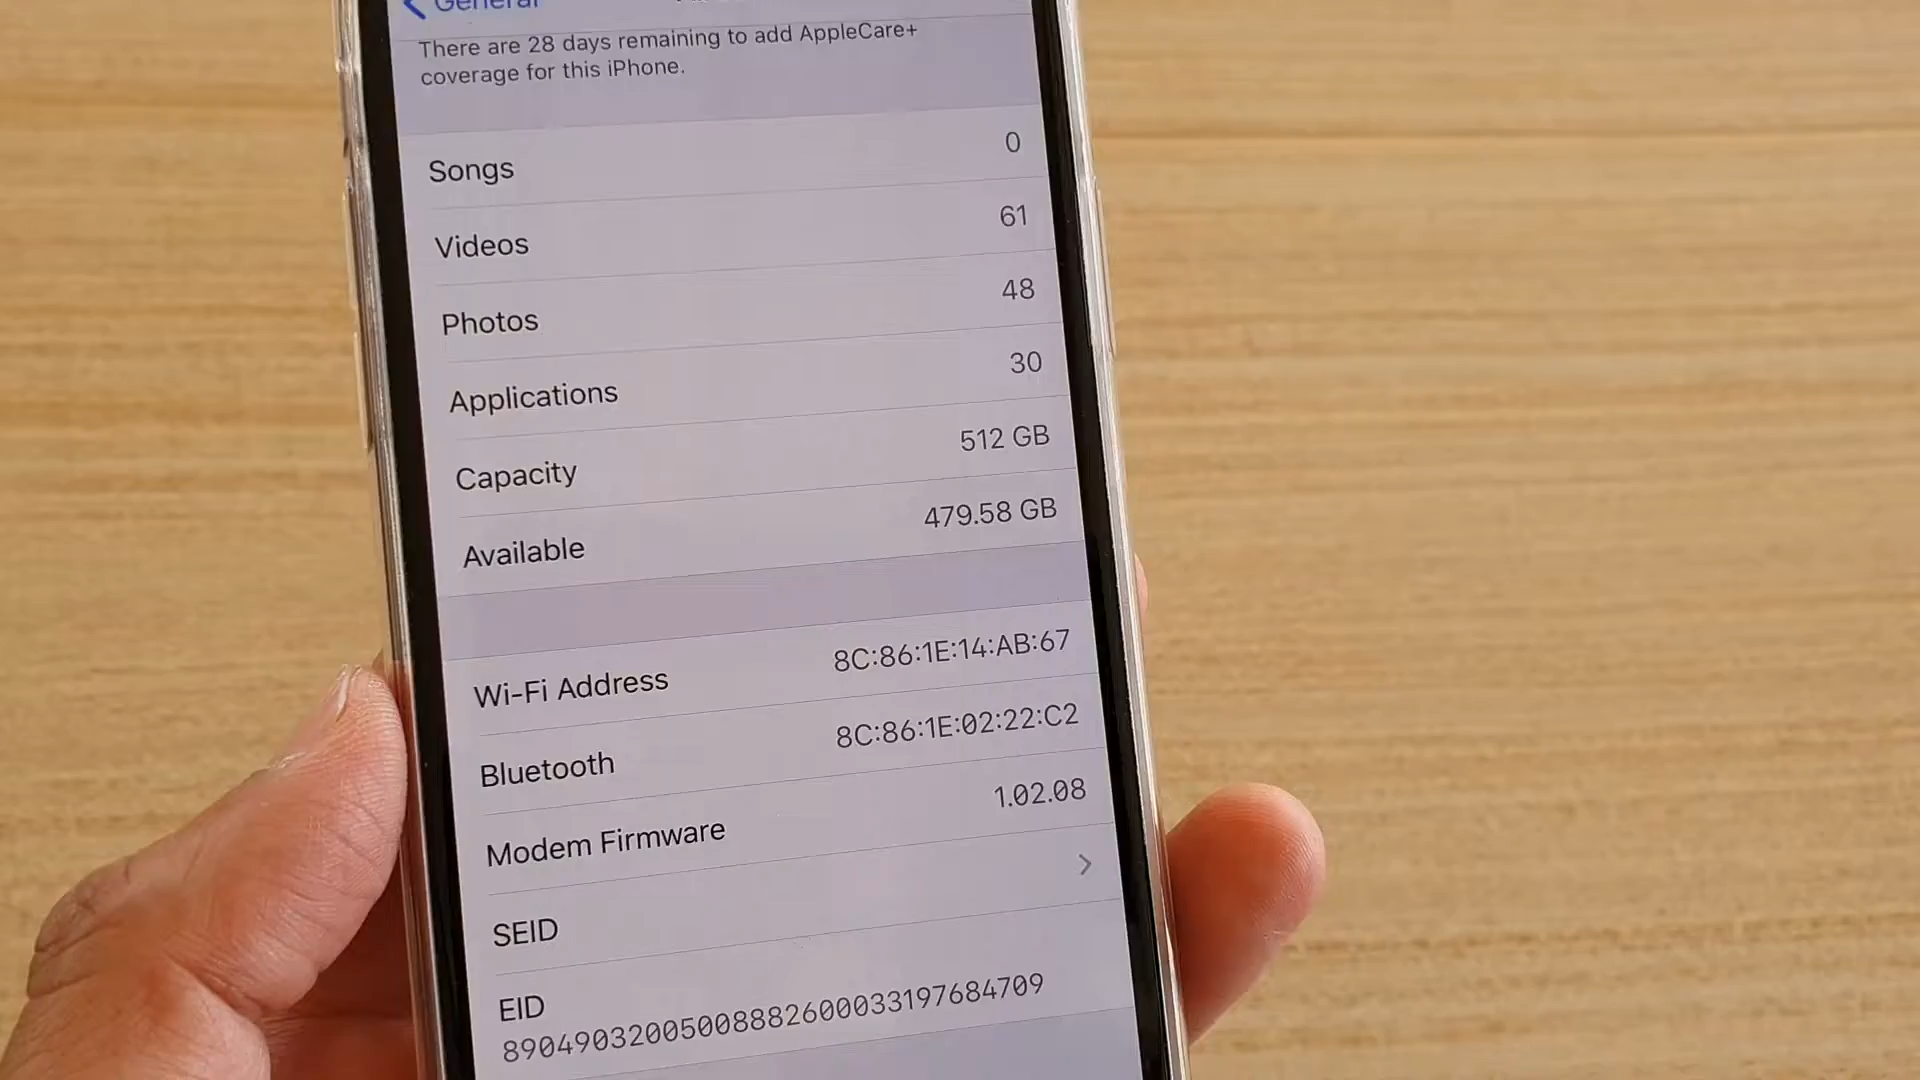 General
There are 28 days remaining to add AppleCare+
coverage for this iPhone.
Songs 0
Videos 61
Photos 48
Applications 30
Capacity 512 GB
Available 479.58 GB
Wi-Fi Address 8C:86:1E:14:AB:67
Bluetooth 8C:86:1E:02:22:C2
Modem Firmware 1.02.08
SEID
EID
89049032005008882600033197684709